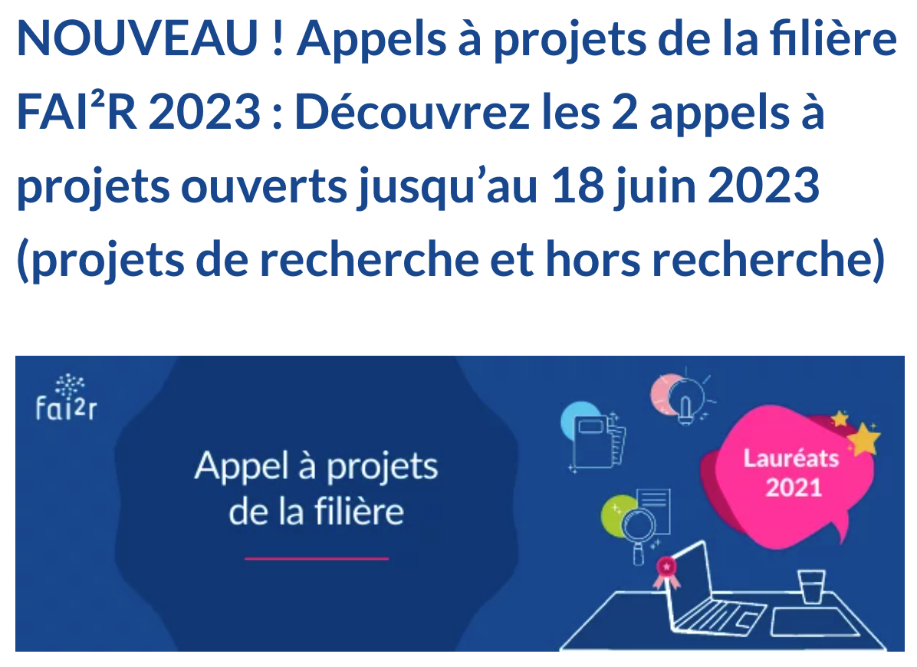 NOUVEAU ! Appels à projets de la filière
FAI²R 2023 : Découvrez les 2 appels à
projets ouverts jusqu’au 18 juin 2023
(projets de recherche et hors recherche)
fai2r
Appel à projets
de la filière
Lauréats
2021